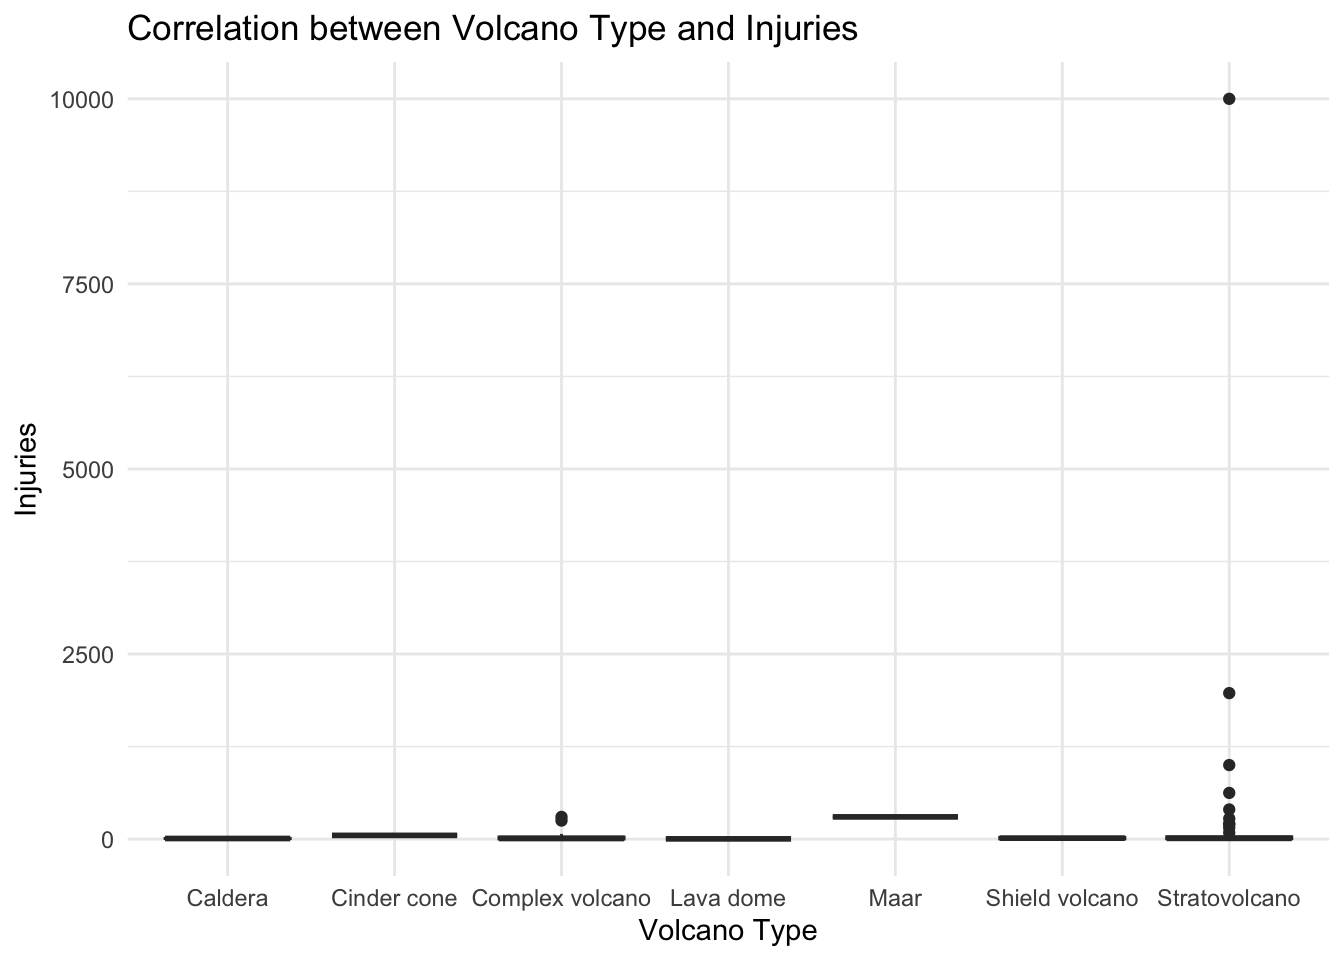 Correlation between Volcano Type and Injuries
10000
7500
5000
2500
0
Injuries
Caldera Cinder cone Complex volcano Lava dome Maar Shield volcano Stratovolcano
Volcano Type